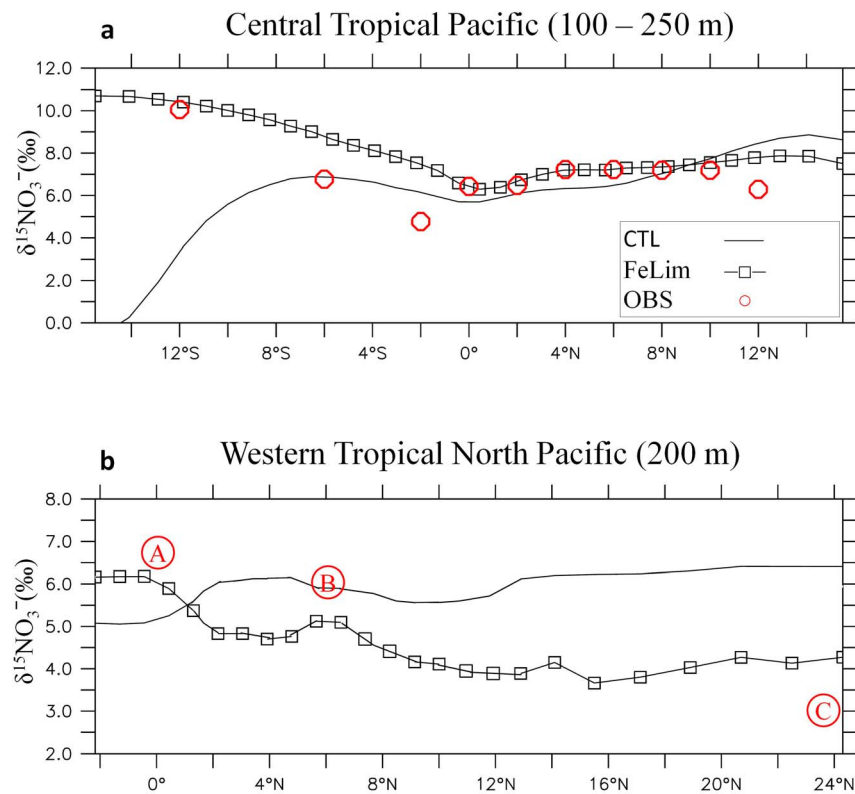 a
Central Tropical Pacific (100 – 250 m)
12.0
10.0
8.0
6.0
4.0
2.0
0.0
δ¹⁵NO₃⁻(‰)
CTL
FeLim
OBS
12°S 8°S 4°S 0° 4°N 8°N 12°N
b
Western Tropical North Pacific (200 m)
8.0
7.0
6.0
5.0
4.0
3.0
2.0
δ¹⁵NO₃⁻(‰)
A
B
C
0° 4°N 8°N 12°N 16°N 20°N 24°N